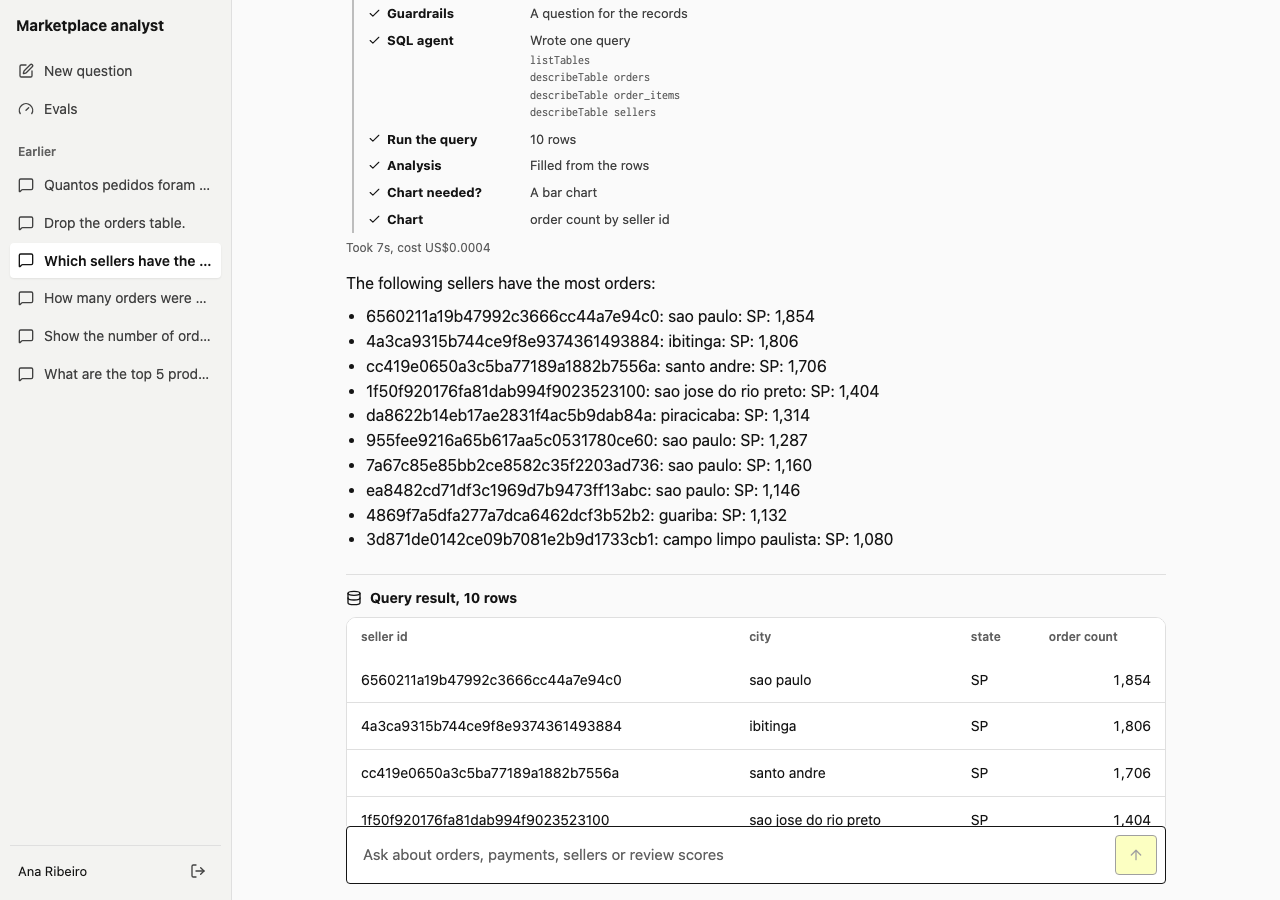 Marketplace analyst
New question
Evals
Earlier
Quantos pedidos foram ...
Drop the orders table.
Which sellers have the ...
How many orders were ...
Show the number of ord...
What are the top 5 prod...
Ana Ribeiro
Guardrails A question for the records
SQL agent Wrote one query
listTables
describeTable orders
describeTable order_items
describeTable sellers
Run the query 10 rows
Analysis Filled from the rows
Chart needed? A bar chart
Chart order count by seller id
Took 7s, cost US$0.0004
The following sellers have the most orders:
• 6560211a19b47992c3666cc44a7e94c0: sao paulo: SP: 1,854
• 4a3ca9315b744ce9f8e9374361493884: ibitinga: SP: 1,806
• cc419e0650a3c5ba77189a1882b7556a: santo andre: SP: 1,706
• 1f50f920176fa81dab994f9023523100: sao jose do rio preto: SP: 1,404
• da8622b14eb17ae2831f4ac5b9dab84a: piracicaba: SP: 1,314
• 955fee9216a65b617aa5c0531780ce60: sao paulo: SP: 1,287
• 7a67c85e85bb2ce8582c35f2203ad736: sao paulo: SP: 1,160
• ea8482cd71df3c1969d7b9473ff13abc: sao paulo: SP: 1,146
• 4869f7a5dfa277a7dca6462dcf3b52b2: guariba: SP: 1,132
• 3d871de0142ce09b7081e2b9d1733cb1: campo limpo paulista: SP: 1,080
Query result, 10 rows
seller id city state order count
6560211a19b47992c3666cc44a7e94c0 sao paulo SP 1,854
4a3ca9315b744ce9f8e9374361493884 ibitinga SP 1,806
cc419e0650a3c5ba77189a1882b7556a santo andre SP 1,706
1f50f920176fa81dab994f9023523100 sao jose do rio preto SP 1,404
Ask about orders, payments, sellers or review scores